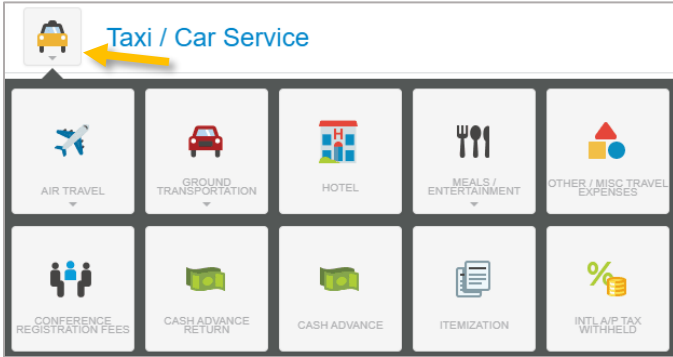 Taxi / Car Service
AIR TRAVEL
GROUND
TRANSPORTATION
H
HOTEL
MEALS /
ENTERTAINMENT
OTHER / MISC TRAVEL
EXPENSES
CONFERENCE
REGISTRATION FEES
CASH ADVANCE
RETURN
CASH ADVANCE
ITEMIZATION
%
INTL A/P TAX
WITHHELD